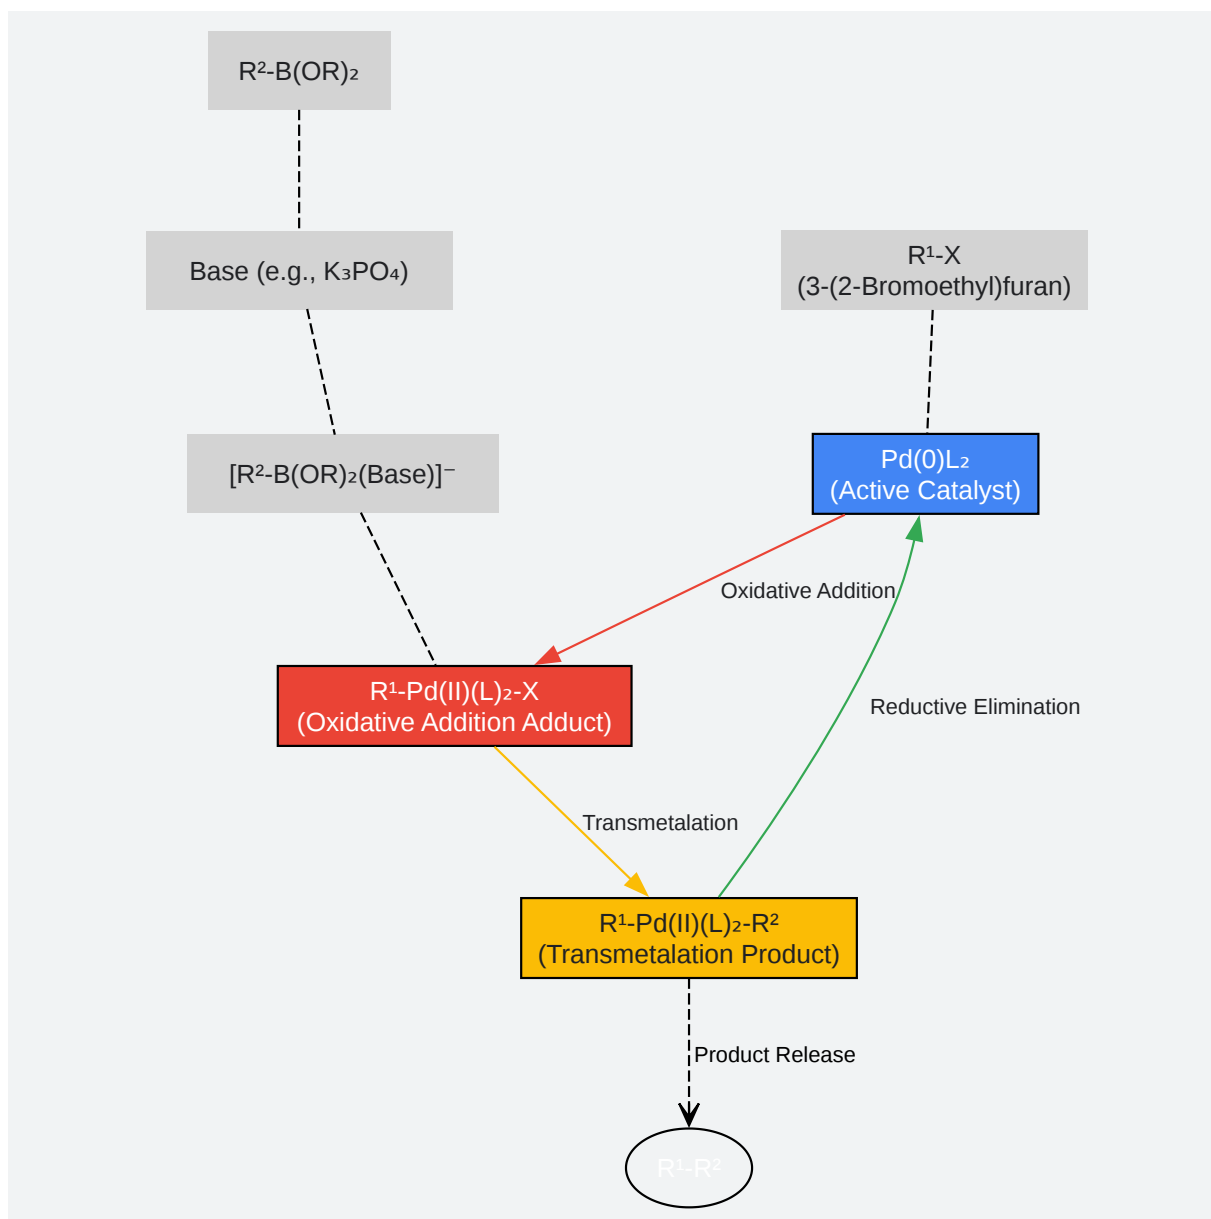 R²-B(OR)₂
Base (e.g., K₃PO₄)
R¹-X
(3-(2-Bromoethyl)furan)
[R²-B(OR)₂(Base)]⁻
Pd(0)L₂
(Active Catalyst)
Oxidative Addition
R¹-Pd(II)(L)₂-X
(Oxidative Addition Adduct)
Reductive Elimination
Transmetalation
R¹-Pd(II)(L)₂-R²
(Transmetalation Product)
Product Release
R¹-R²